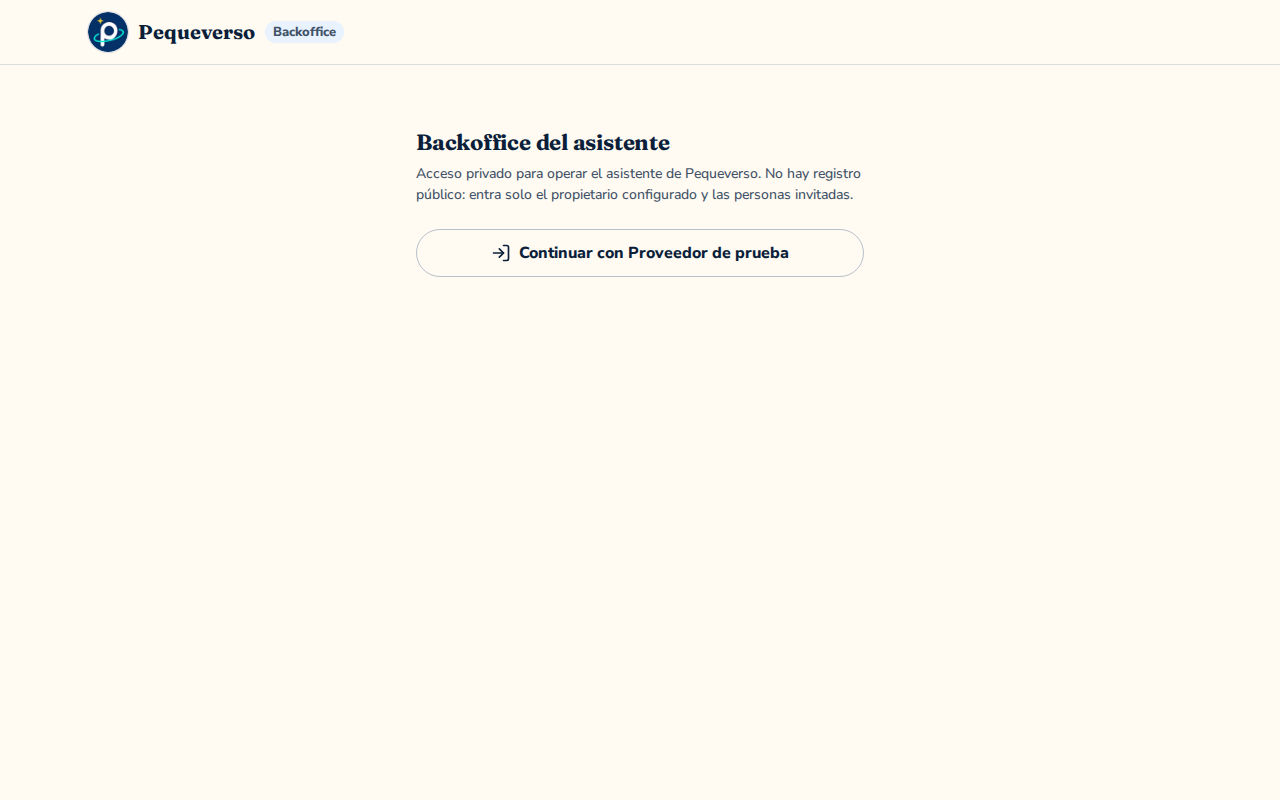 Pequeverso
Backoffice
Backoffice del asistente
Acceso privado para operar el asistente de Pequeverso. No hay registro
público: entra solo el propietario configurado y las personas invitadas.
Continuar con Proveedor de prueba